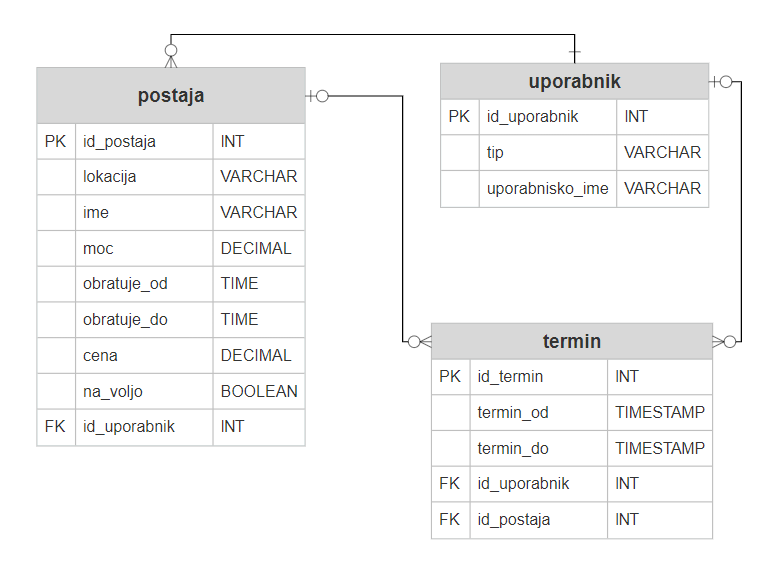 postaja
PK id_postaja INT
lokacija VARCHAR
ime VARCHAR
moc DECIMAL
obratuje_od TIME
obratuje_do TIME
cena DECIMAL
na_voljo BOOLEAN
FK id_uporabnik INT
uporabnik
PK id_uporabnik INT
tip VARCHAR
uporabnisko_ime VARCHAR
termin
PK id_termin INT
termin_od TIMESTAMP
termin_do TIMESTAMP
FK id_uporabnik INT
FK id_postaja INT